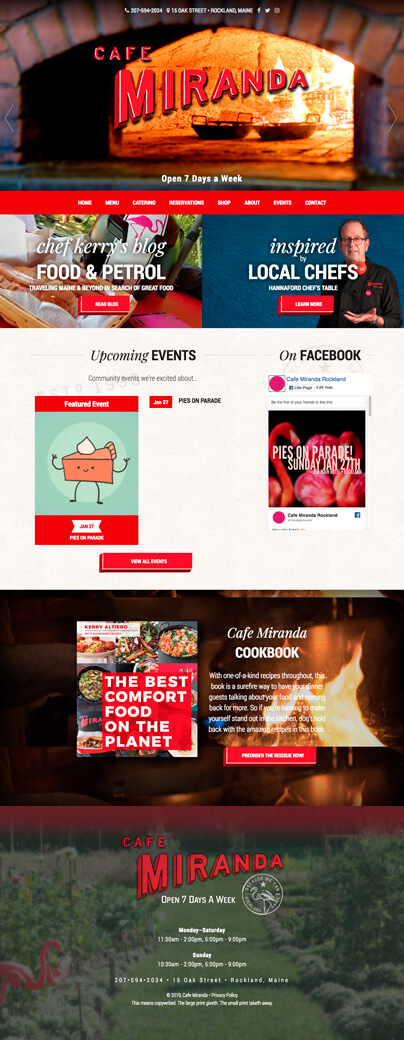 207-594-2034 15 OAK STREET • ROCKLAND, MAINE
CAFE
MIRANDA
Open 7 Days a Week
HOME MENU CATERING RESERVATIONS SHOP ABOUT EVENTS CONTACT
chef kerry's blog
FOOD & PETROL
TRAVELING MAINE & BEYOND IN SEARCH OF GREAT FOOD
READ BLOG
inspired
by
LOCAL CHEFS
HANNAFORD CHEF'S TABLE
LEARN MORE
Upcoming EVENTS
Community events we're excited about...
Featured Event
JAN 27
PIES ON PARADE
Jan 27 PIES ON PARADE
VIEW ALL EVENTS
On FACEBOOK
Cafe Miranda Rockland
Like Page 4.8K likes
Be the first of your friends to like this
PIES ON PARADE!
SUNDAY JAN 27TH
Cafe Miranda Rockland
KERRY ALTIERO
THE BEST
COMFORT
FOOD
ON THE
PLANET
Cafe Miranda
COOKBOOK
With one-of-a-kind recipes throughout, this
book is a surefire way to have your dinner
guests talking about your food and coming
back for more. So if you're looking to make
yourself stand out in the kitchen, don't hold
back with the amazing recipes in this book.
PREORDER THE REISSUE NOW!
CAFE
MIRANDA
OPEN 7 DAYS A WEEK
BECAUSE WE CAN
Monday–Saturday
11:30am - 2:00pm, 5:00pm - 9:00pm
Sunday
10:30am - 2:00pm, 5:00pm - 9:00pm
207•594•2034 • 15 Oak Street • Rockland, Maine
© 2019, Cafe Miranda • Privacy Policy
This means copywrited. The large print giveth. The small print taketh away.